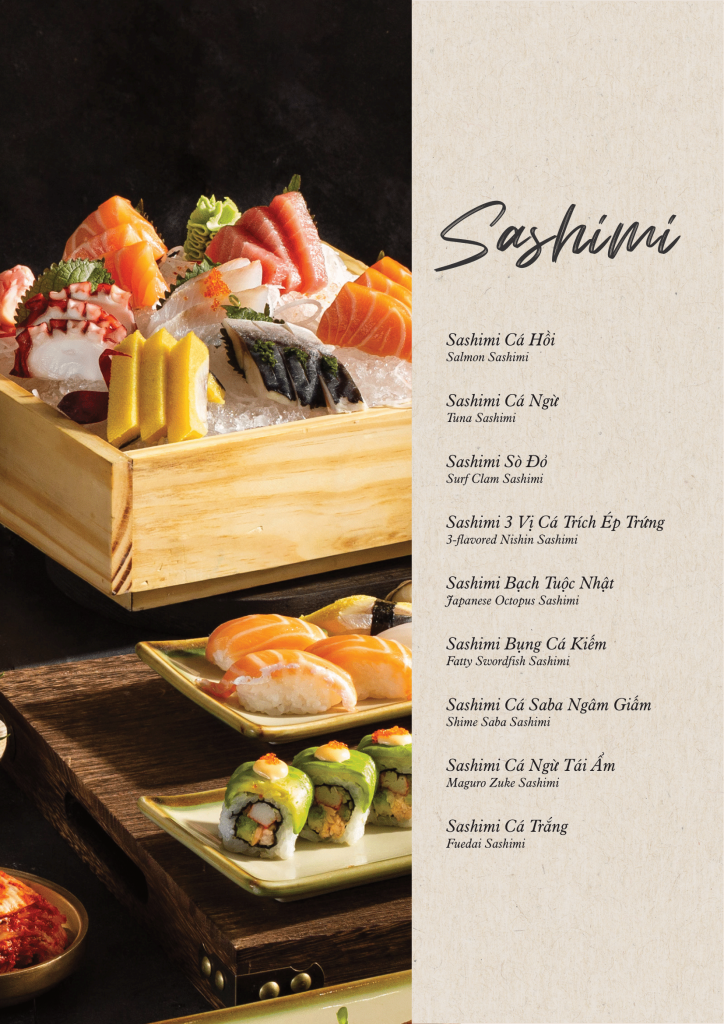 Sashimi
Sashimi Cá Hồi
Salmon Sashimi
Sashimi Cá Ngừ
Tuna Sashimi
Sashimi Sò Đỏ
Surf Clam Sashimi
Sashimi 3 Vị Cá Trích Ép Trứng
3-flavored Nishin Sashimi
Sashimi Bạch Tuộc Nhật
Japanese Octopus Sashimi
Sashimi Bụng Cá Kiếm
Fatty Swordfish Sashimi
Sashimi Cá Saba Ngâm Giấm
Shime Saba Sashimi
Sashimi Cá Ngừ Tái Ẩm
Maguro Zuke Sashimi
Sashimi Cá Trắng
Fuedai Sashimi